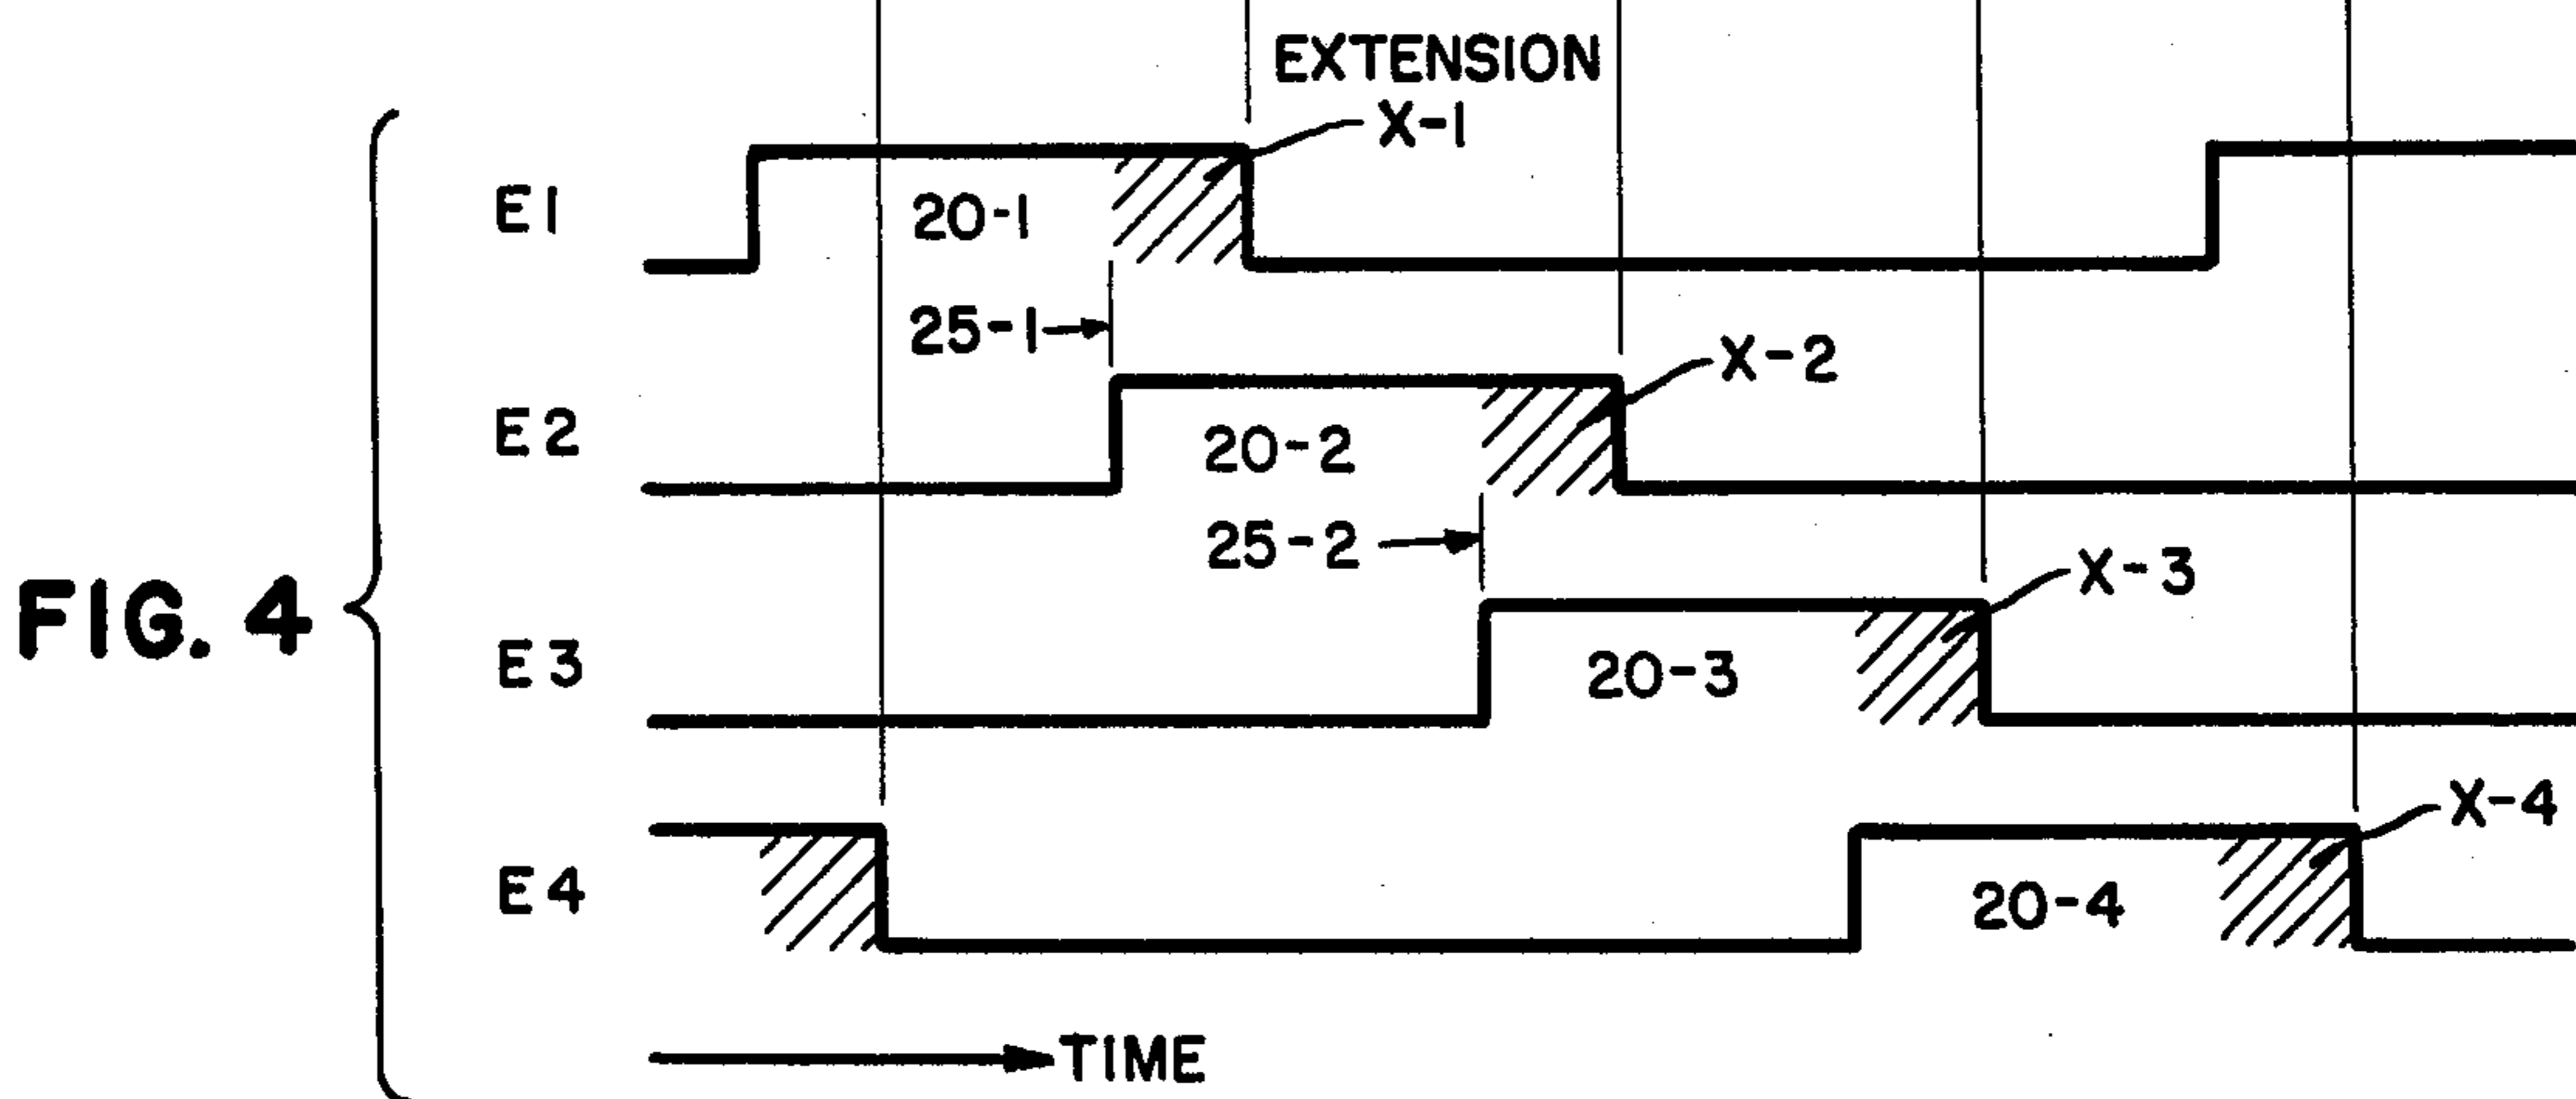 EXTENSION
X-1
E1
20-1
25-1
X-2
E2
20-2
25-2
X-3
FIG. 4
E3
20-3
X-4
E4
20-4
TIME